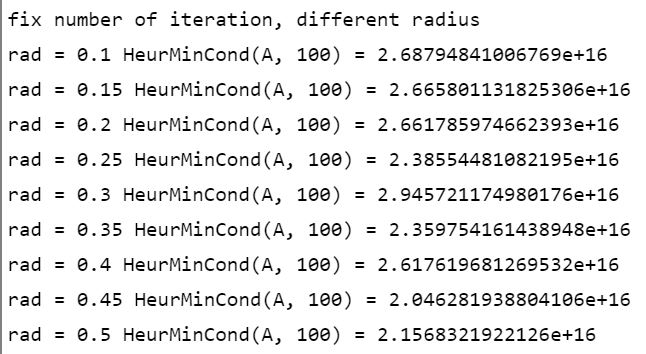 fix number of iteration, different radius
rad = 0.1 HeurMinCond(A, 100) = 2.68794841006769e+16
rad = 0.15 HeurMinCond(A, 100) = 2.665801131825306e+16
rad = 0.2 HeurMinCond(A, 100) = 2.661785974662393e+16
rad = 0.25 HeurMinCond(A, 100) = 2.38554481082195e+16
rad = 0.3 HeurMinCond(A, 100) = 2.945721174980176e+16
rad = 0.35 HeurMinCond(A, 100) = 2.359754161438948e+16
rad = 0.4 HeurMinCond(A, 100) = 2.617619681269532e+16
rad = 0.45 HeurMinCond(A, 100) = 2.046281938804106e+16
rad = 0.5 HeurMinCond(A, 100) = 2.1568321922126e+16